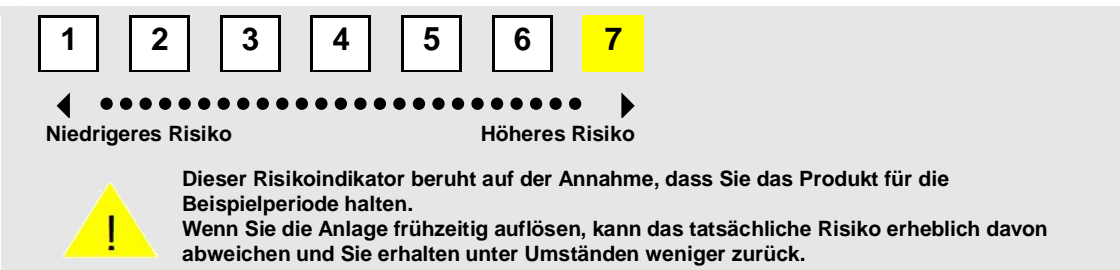 1 2 3 4 5 6 7
Niedrigeres Risiko Höheres Risiko
Dieser Risikoindikator beruht auf der Annahme, dass Sie das Produkt für die
Beispielperiode halten.
! Wenn Sie die Anlage frühzeitig auflösen, kann das tatsächliche Risiko erheblich davon
abweichen und Sie erhalten unter Umständen weniger zurück.